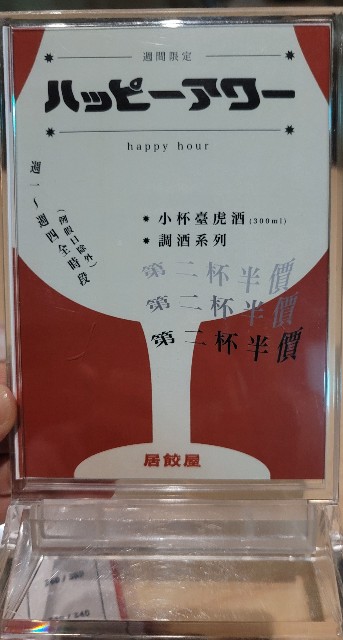 週間限定
ハッピーアワー
happy hour
週一～週四全時段
(例假日除外)
小杯臺虎酒(300ml)
調酒系列
第二杯半價
第二杯半價
第二杯半價
居餃屋